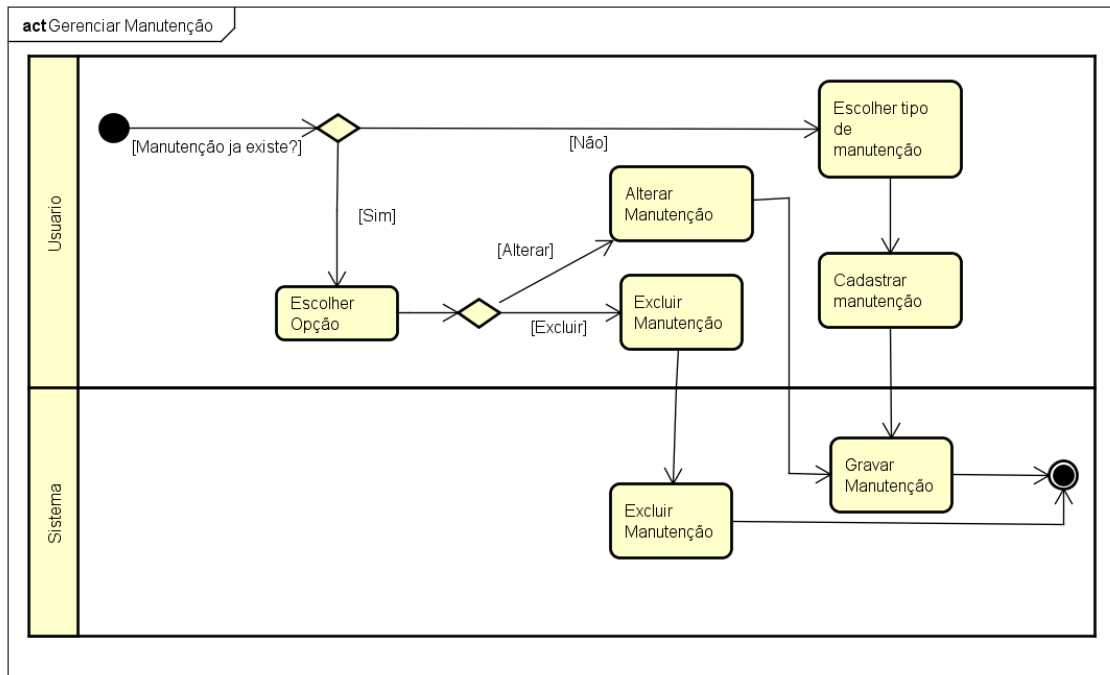 act Gerenciar Manutenção
Usuario
[Manutenção ja existe?]
[Não]
Escolher tipo
de
manutenção
[Sim]
Alterar
Manutenção
[Alterar]
Escolher
Opção
[Excluir]
Excluir
Manutenção
Cadastrar
manutenção
Sistema
Gravar
Manutenção
Excluir
Manutenção